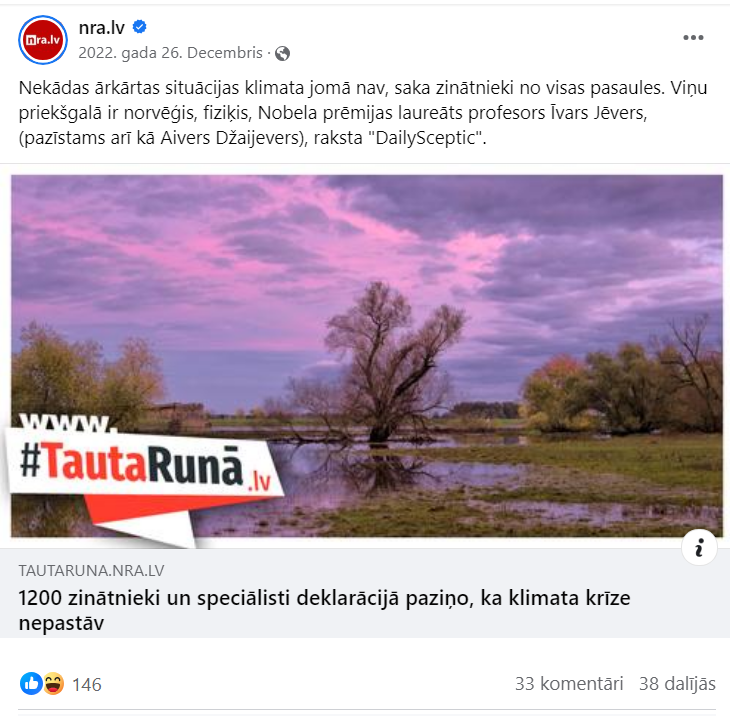 nra.lv
nra.lv
2022. gada 26. Decembris ·
Nekādas ārkārtas situācijas klimata jomā nav, saka zinātnieki no visas pasaules. Viņu
priekšgalā ir norvēģis, fiziķis, Nobela prēmijas laureāts profesors Īvars Jēvers,
(pazīstams arī kā Aivers Džaijevers), raksta "DailySceptic".
www.
#TautaRunā.lv
TAUTARUNA.NRA.LV
1200 zinātnieki un speciālisti deklarācijā paziņo, ka klimata krīze
nepastāv
146 33 komentāri 38 dalījās